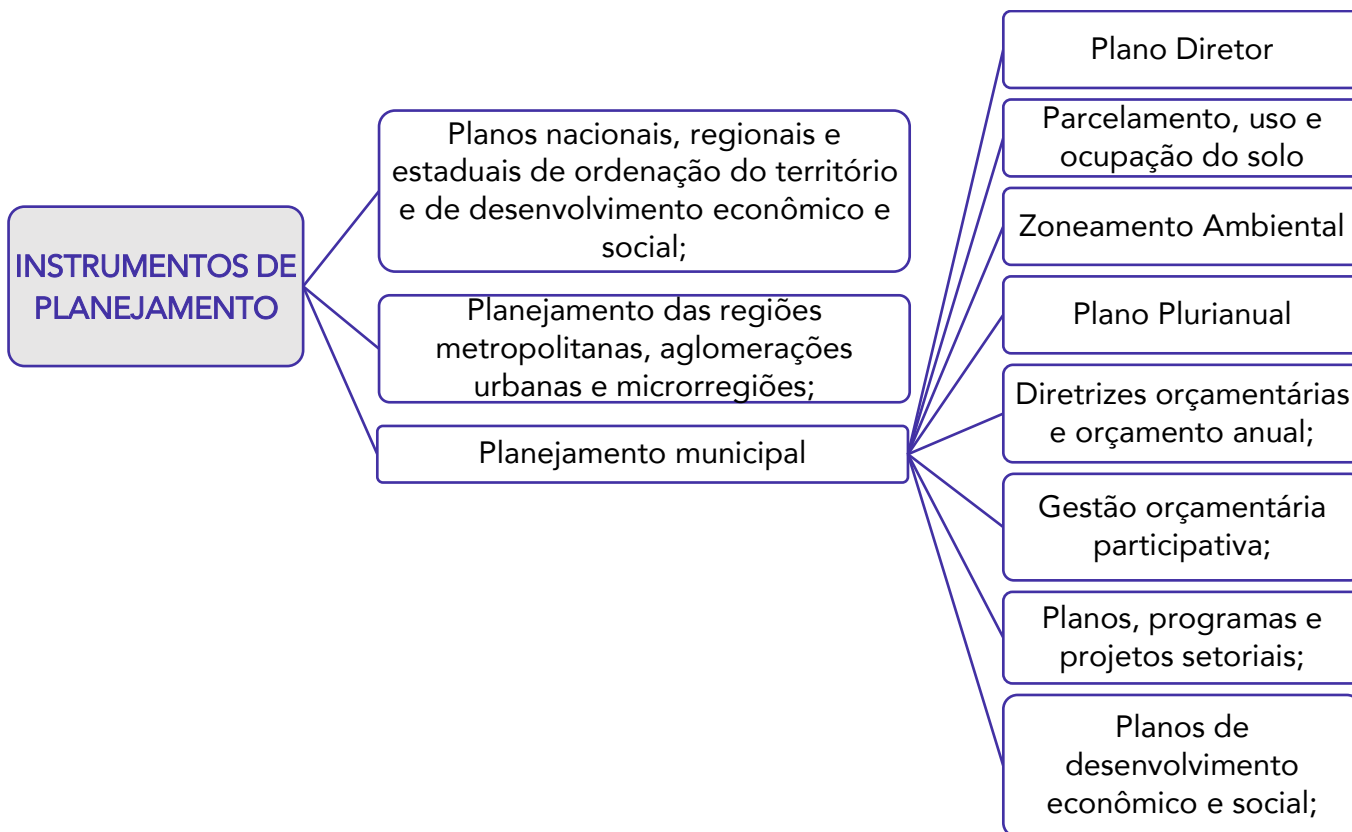 INSTRUMENTOS DE
PLANEJAMENTO
Planos nacionais, regionais e
estaduais de ordenação do território
e de desenvolvimento econômico e
social;
Planejamento das regiões
metropolitanas, aglomerações
urbanas e microrregiões;
Planejamento municipal
Plano Diretor
Parcelamento, uso e
ocupação do solo
Zoneamento Ambiental
Plano Plurianual
Diretrizes orçamentárias
e orçamento anual;
Gestão orçamentária
participativa;
Planos, programas e
projetos setoriais;
Planos de
desenvolvimento
econômico e social;